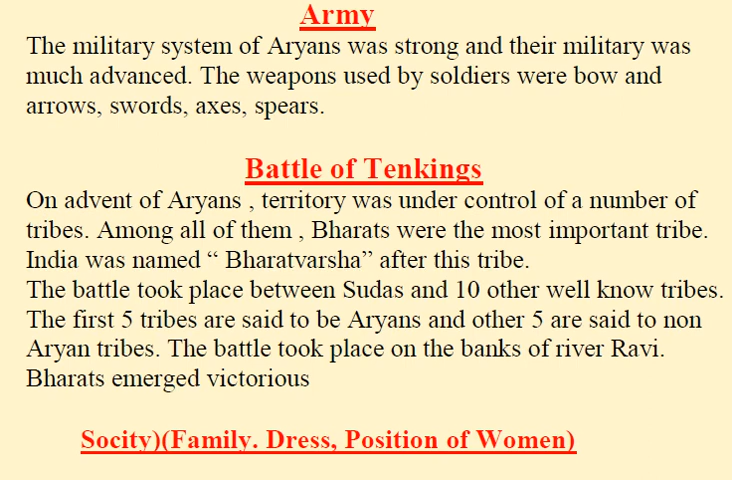 Army
The military system of Aryans was strong and their military was
much advanced. The weapons used by soldiers were bow and
arrows, swords, axes, spears.
Battle of Tenkings
On advent of Aryans , territory was under control of a number of
tribes. Among all of them , Bharats were the most important tribe.
India was named “ Bharatvarsha” after this tribe.
The battle took place between Sudas and 10 other well know tribes.
The first 5 tribes are said to be Aryans and other 5 are said to non
Aryan tribes. The battle took place on the banks of river Ravi.
Bharats emerged victorious
Socity)(Family. Dress, Position of Women)